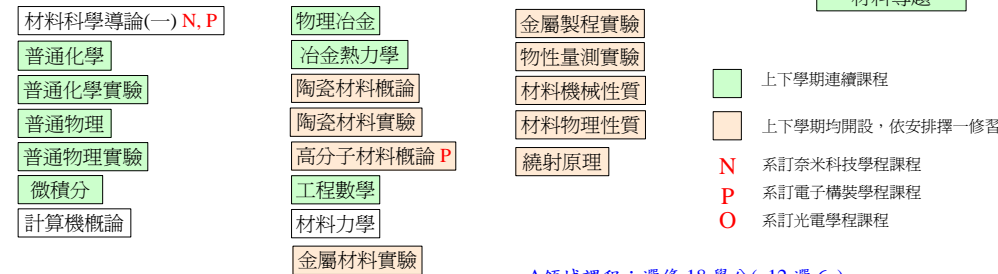 材料科學導論(一) N, P
普通化學
普通化學實驗
普通物理
普通物理實驗
微積分
計算機概論
物理冶金
冶金熱力學
陶瓷材料概論
陶瓷材料實驗
高分子材料概論 P
工程數學
材料力學
金屬材料實驗
金屬製程實驗
物性量測實驗
材料機械性質
材料物理性質
繞射原理
上下學期連續課程
上下學期均開設，依安排擇一修習
N 系訂奈米科技學程課程
P 系訂電子構裝學程課程
O 系訂光電學程課程